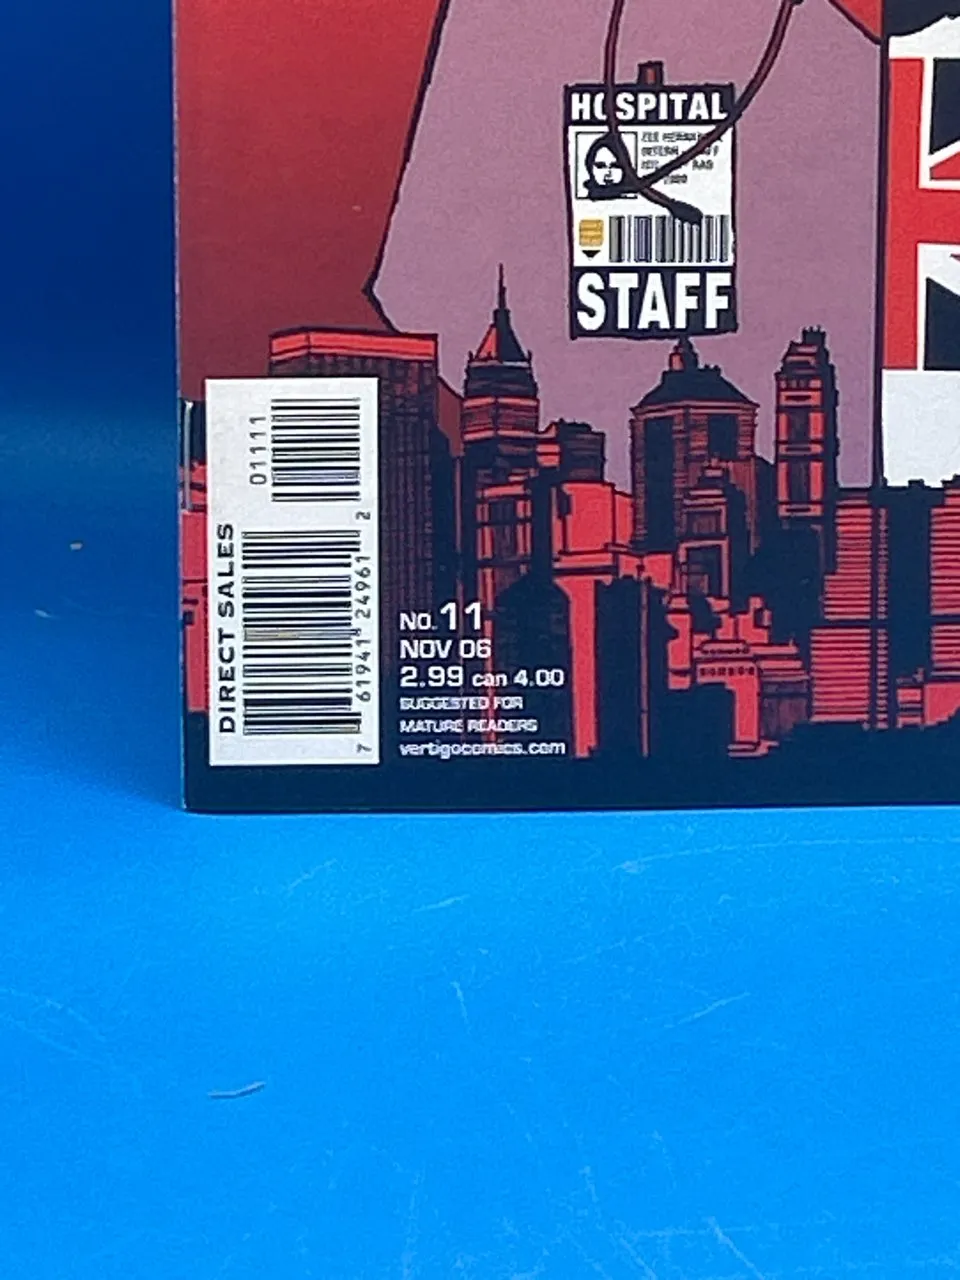 HOSPITAL
STAFF
DIRECT SALES
01111
7 61941 24961 2
NO.11
NOV 06
2.99 can 4.00
SUGGESTED FOR
MATURE READERS
vertigocomics.com